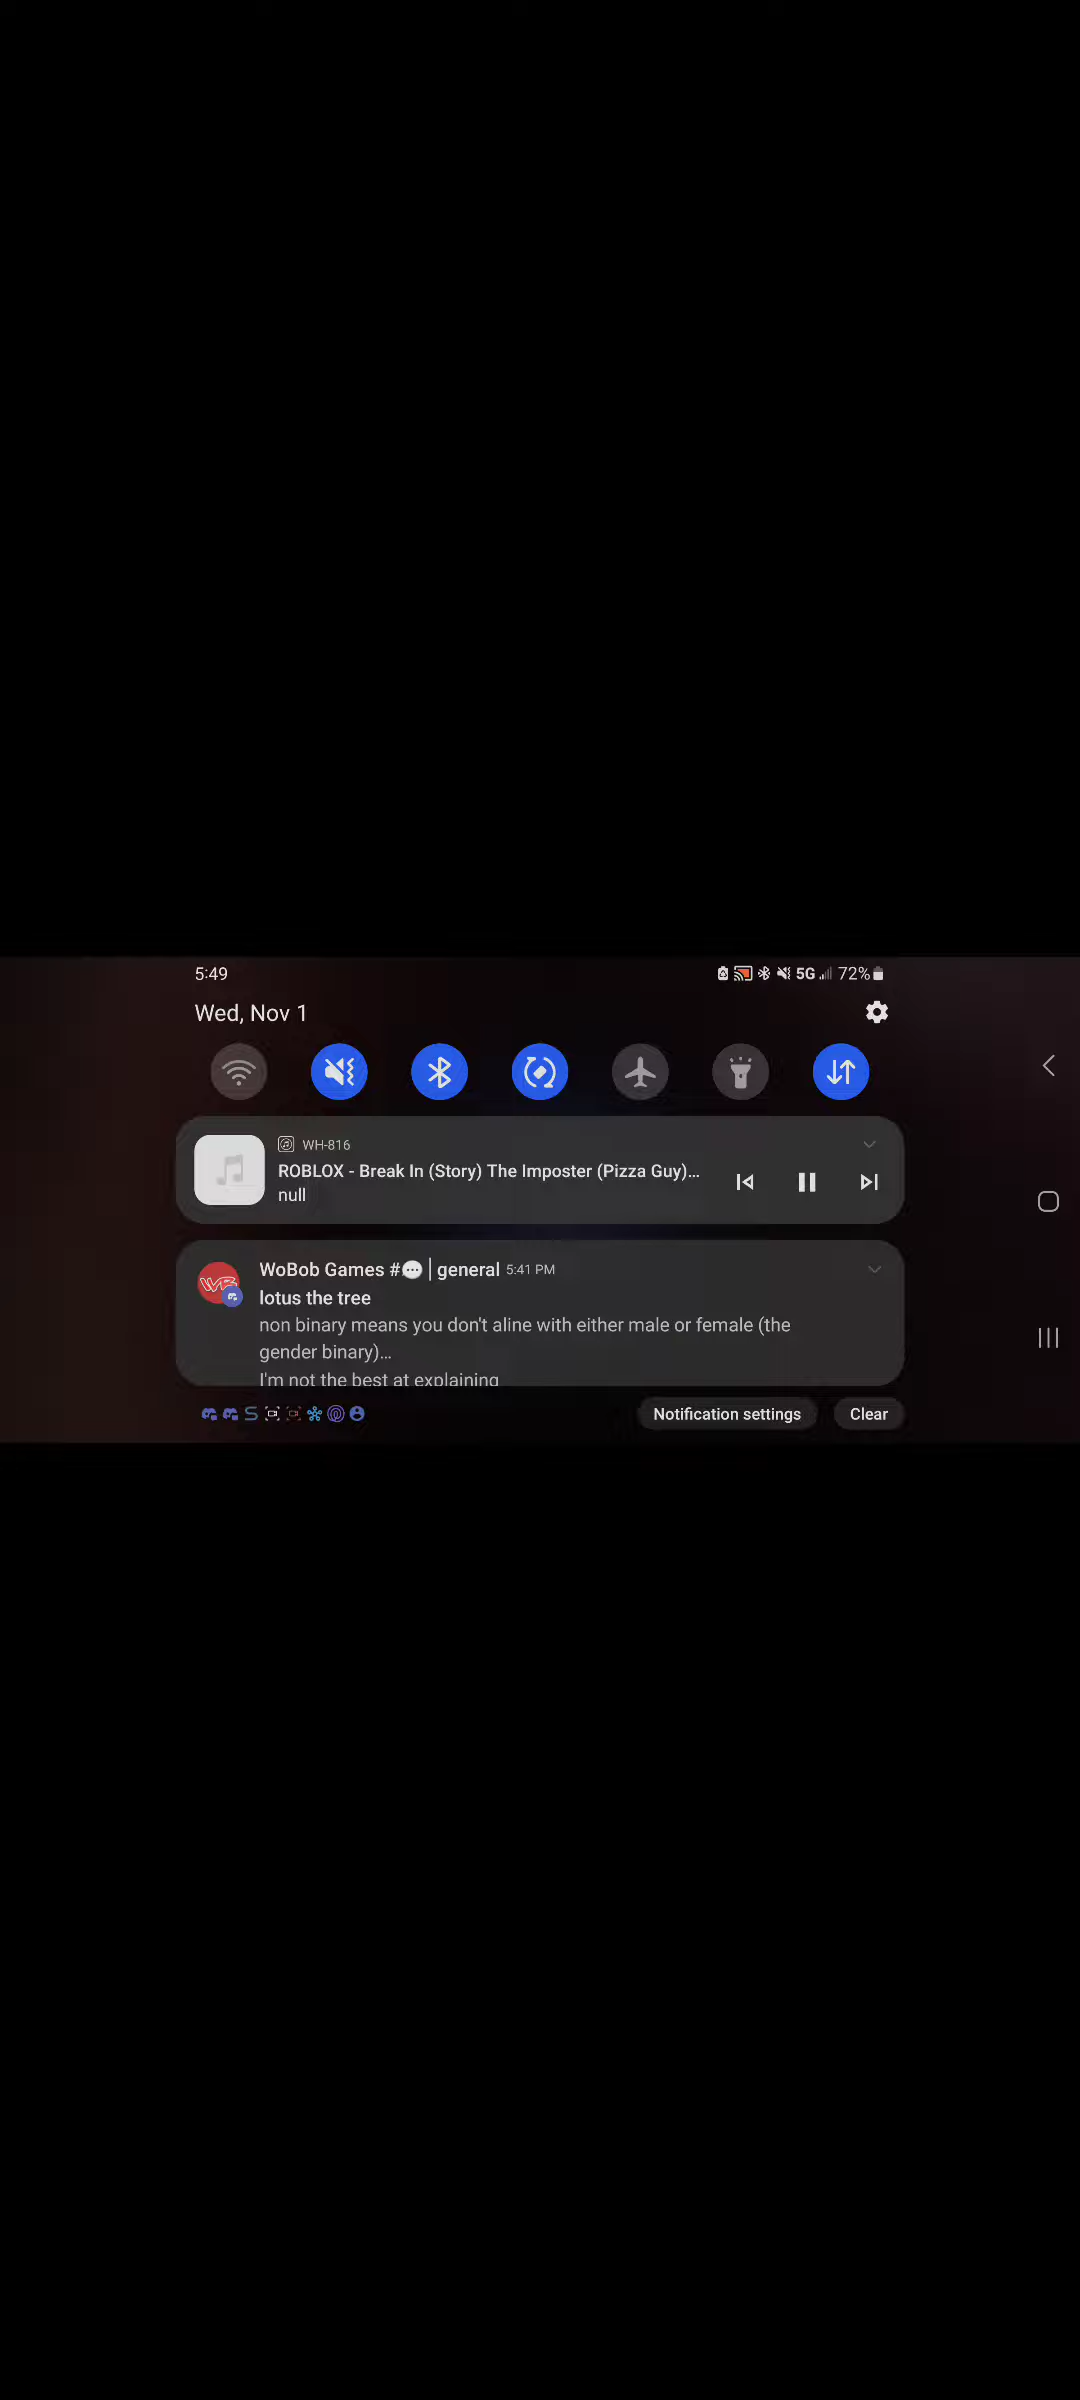 5:49
5G 72%
Wed, Nov 1
WH-816
ROBLOX - Break In (Story) The Imposter (Pizza Guy)...
null
WoBob Games #💬│general 5:41 PM
lotus the tree
non binary means you don't aline with either male or female (the
gender binary)...
I'm not the best at explaining
Notification settings
Clear